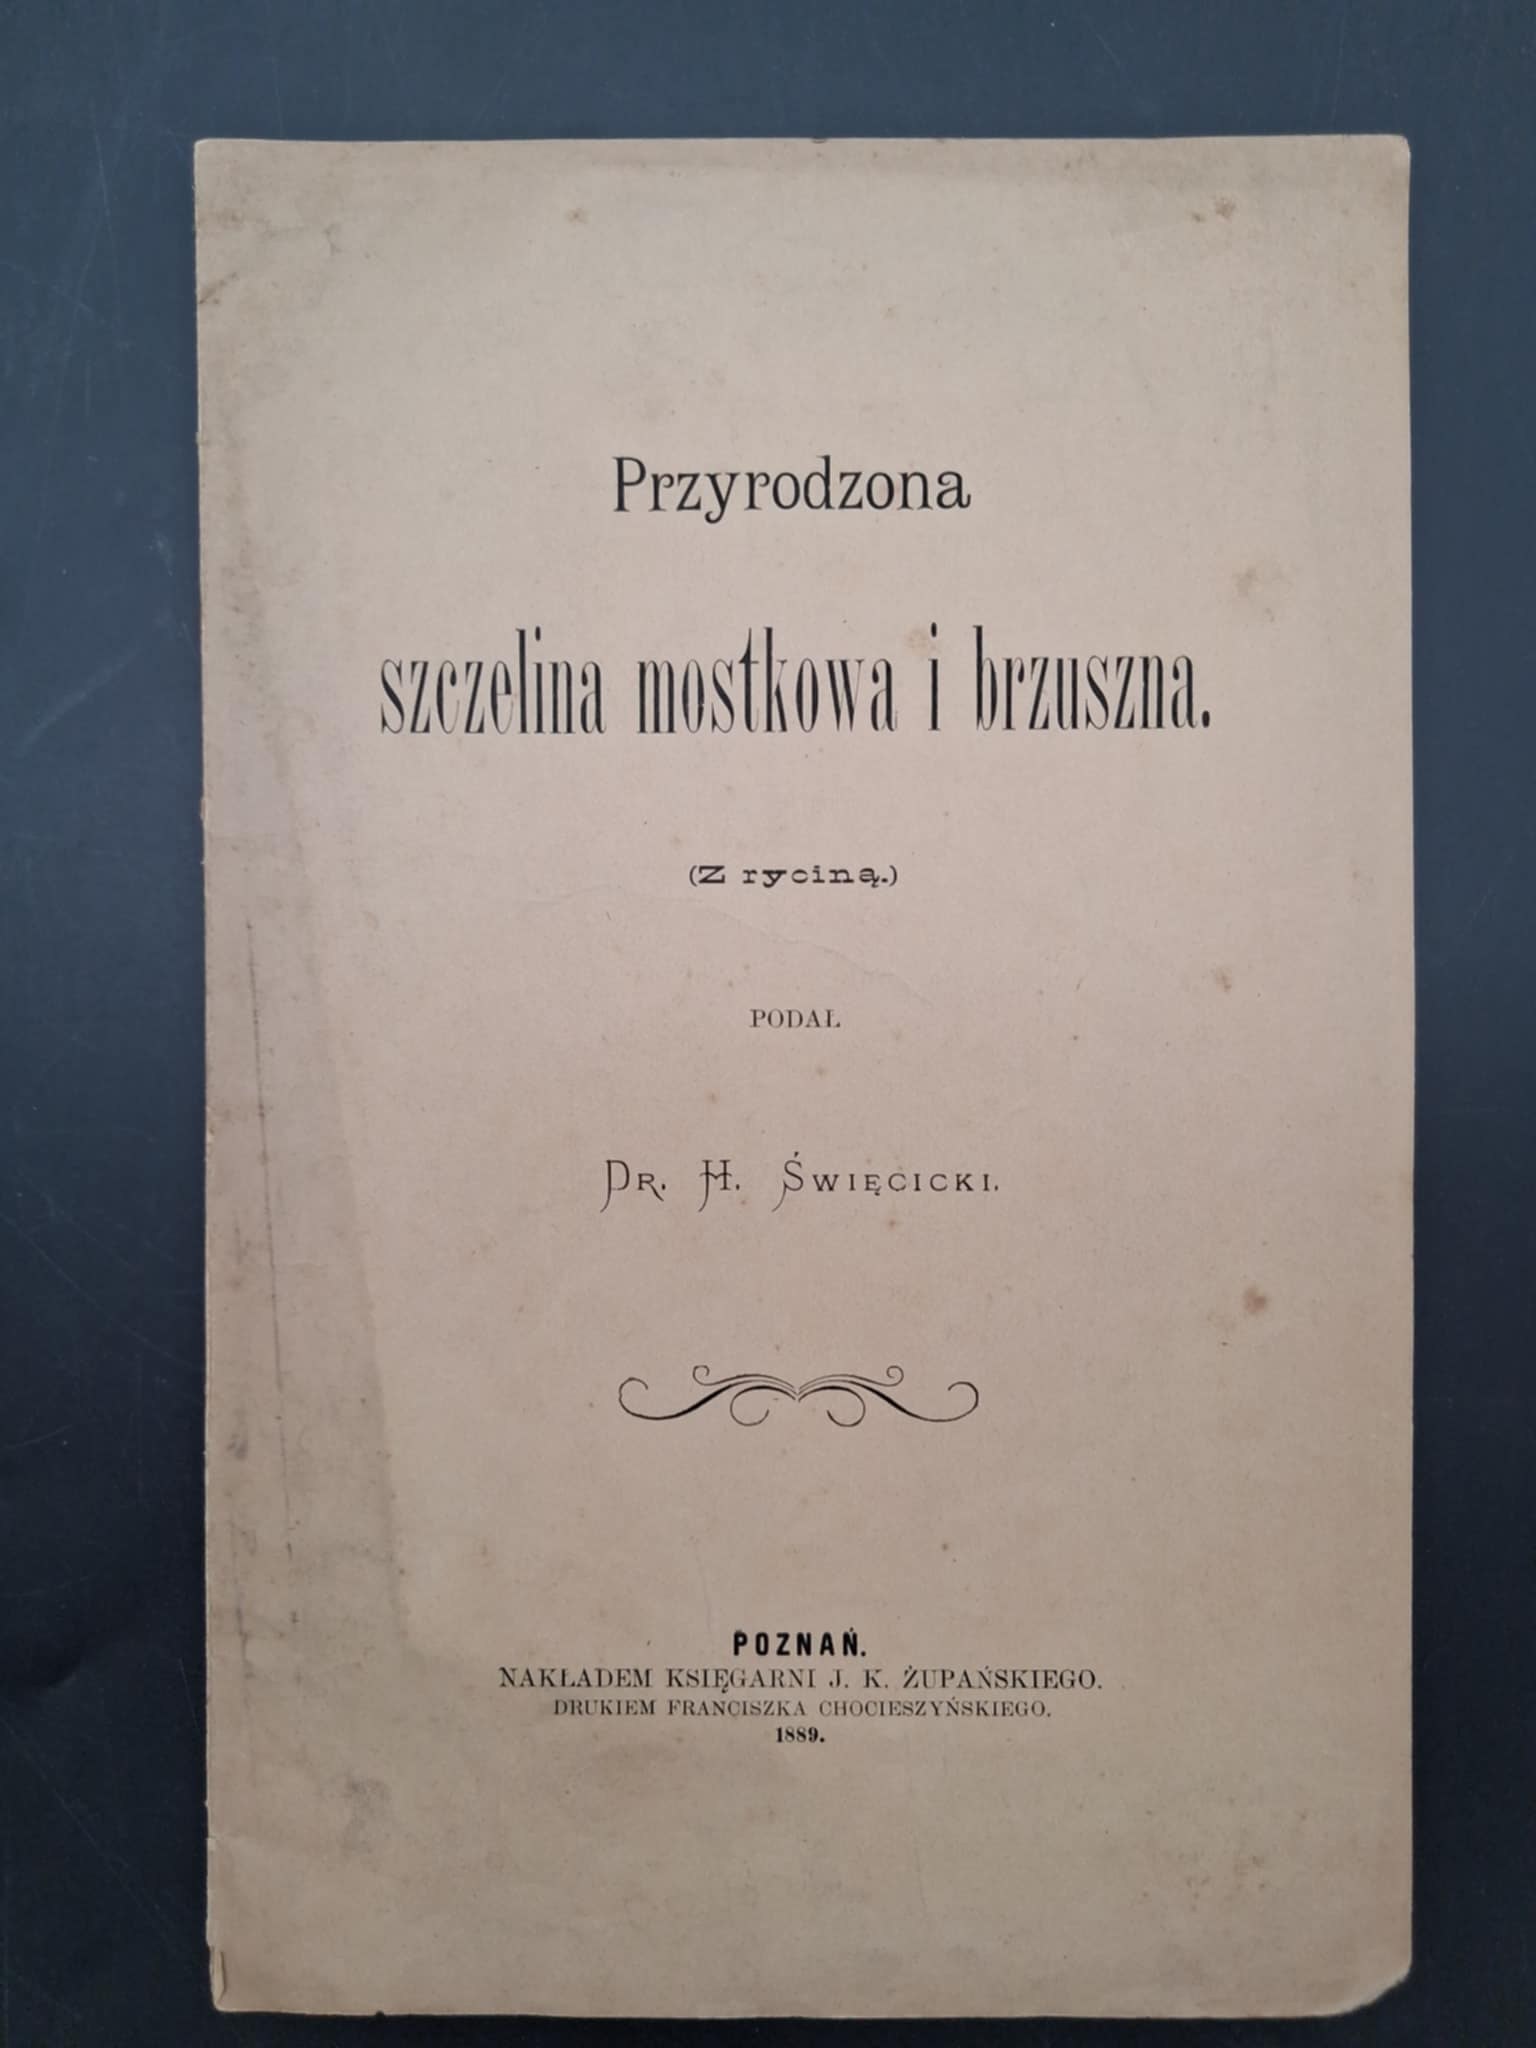 Przyrodzona
szczelina mostkowa i brzuszna.
(Z ryciną.)
PODAŁ
DR. H. ŚWIĘCICKI.
POZNAŃ.
NAKŁADEM KSIĘGARNI J. K. ŻUPAŃSKIEGO.
DRUKIEM FRANCISZKA CHOCIESZYŃSKIEGO.
1889.